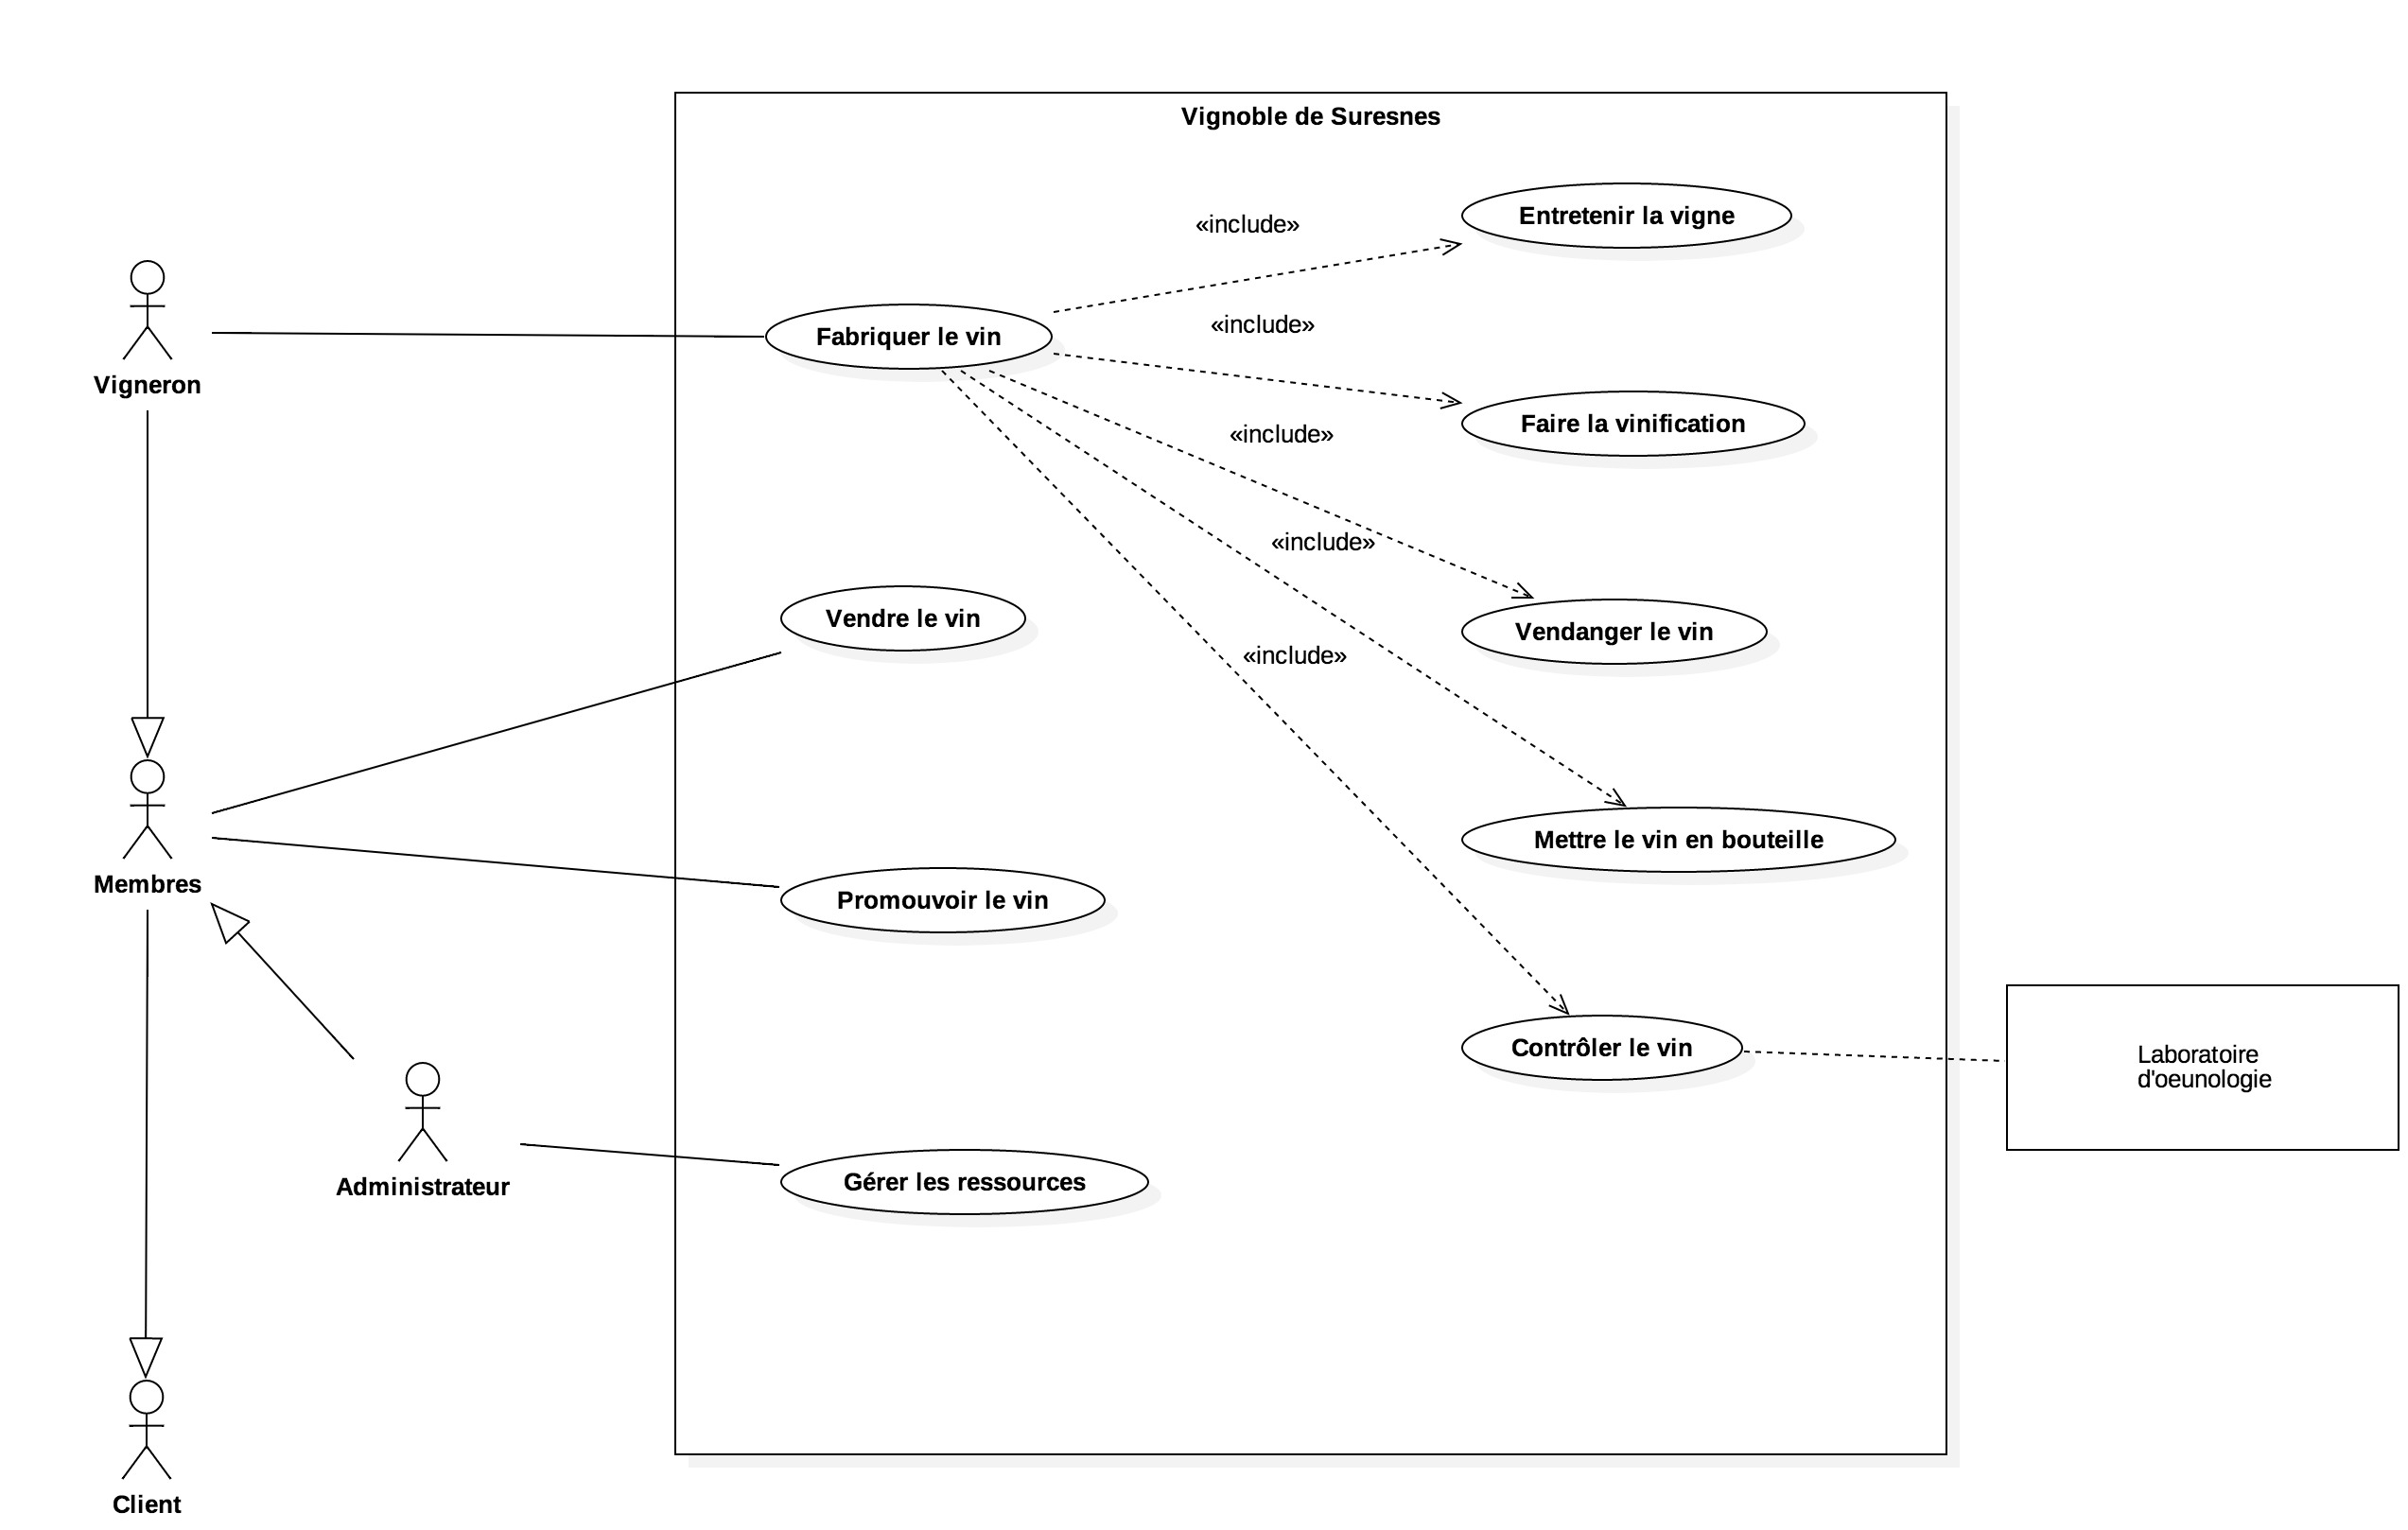 Vignoble de Suresnes
«include»
Entretenir la vigne
«include»
Fabriquer le vin
Vigneron
«include»
Faire la vinification
«include»
Vendre le vin
Vendanger le vin
«include»
Mettre le vin en bouteille
Membres
Promouvoir le vin
Contrôler le vin
Laboratoire
d'oeunologie
Administrateur
Gérer les ressources
Client